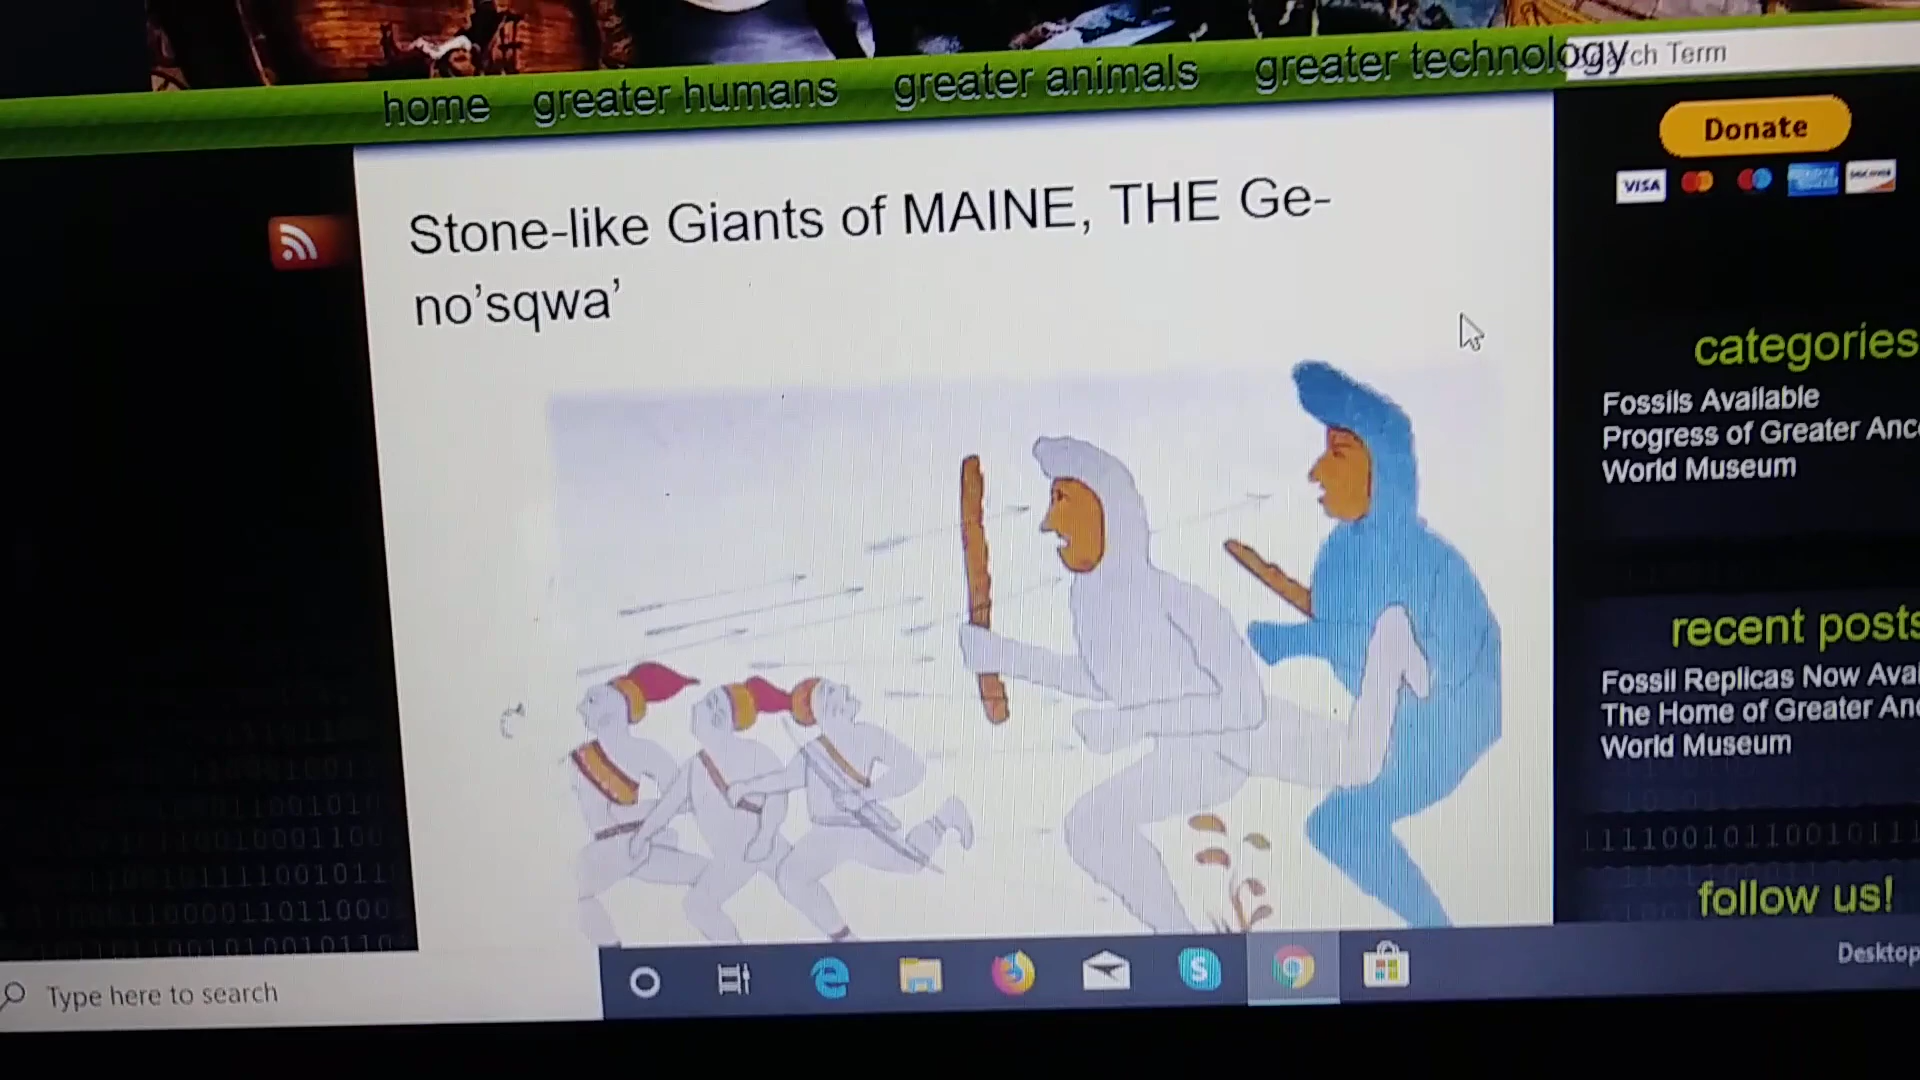 home greater humans greater animals greater technology
ch Term
Donate
VISA
Stone-like Giants of MAINE, THE Ge-
no’sqwa’
categories
Fossils Available
Progress of Greater Anc
World Museum
recent posts
Fossil Replicas Now Avai
The Home of Greater Anc
World Museum
follow us!
Desktop
Type here to search